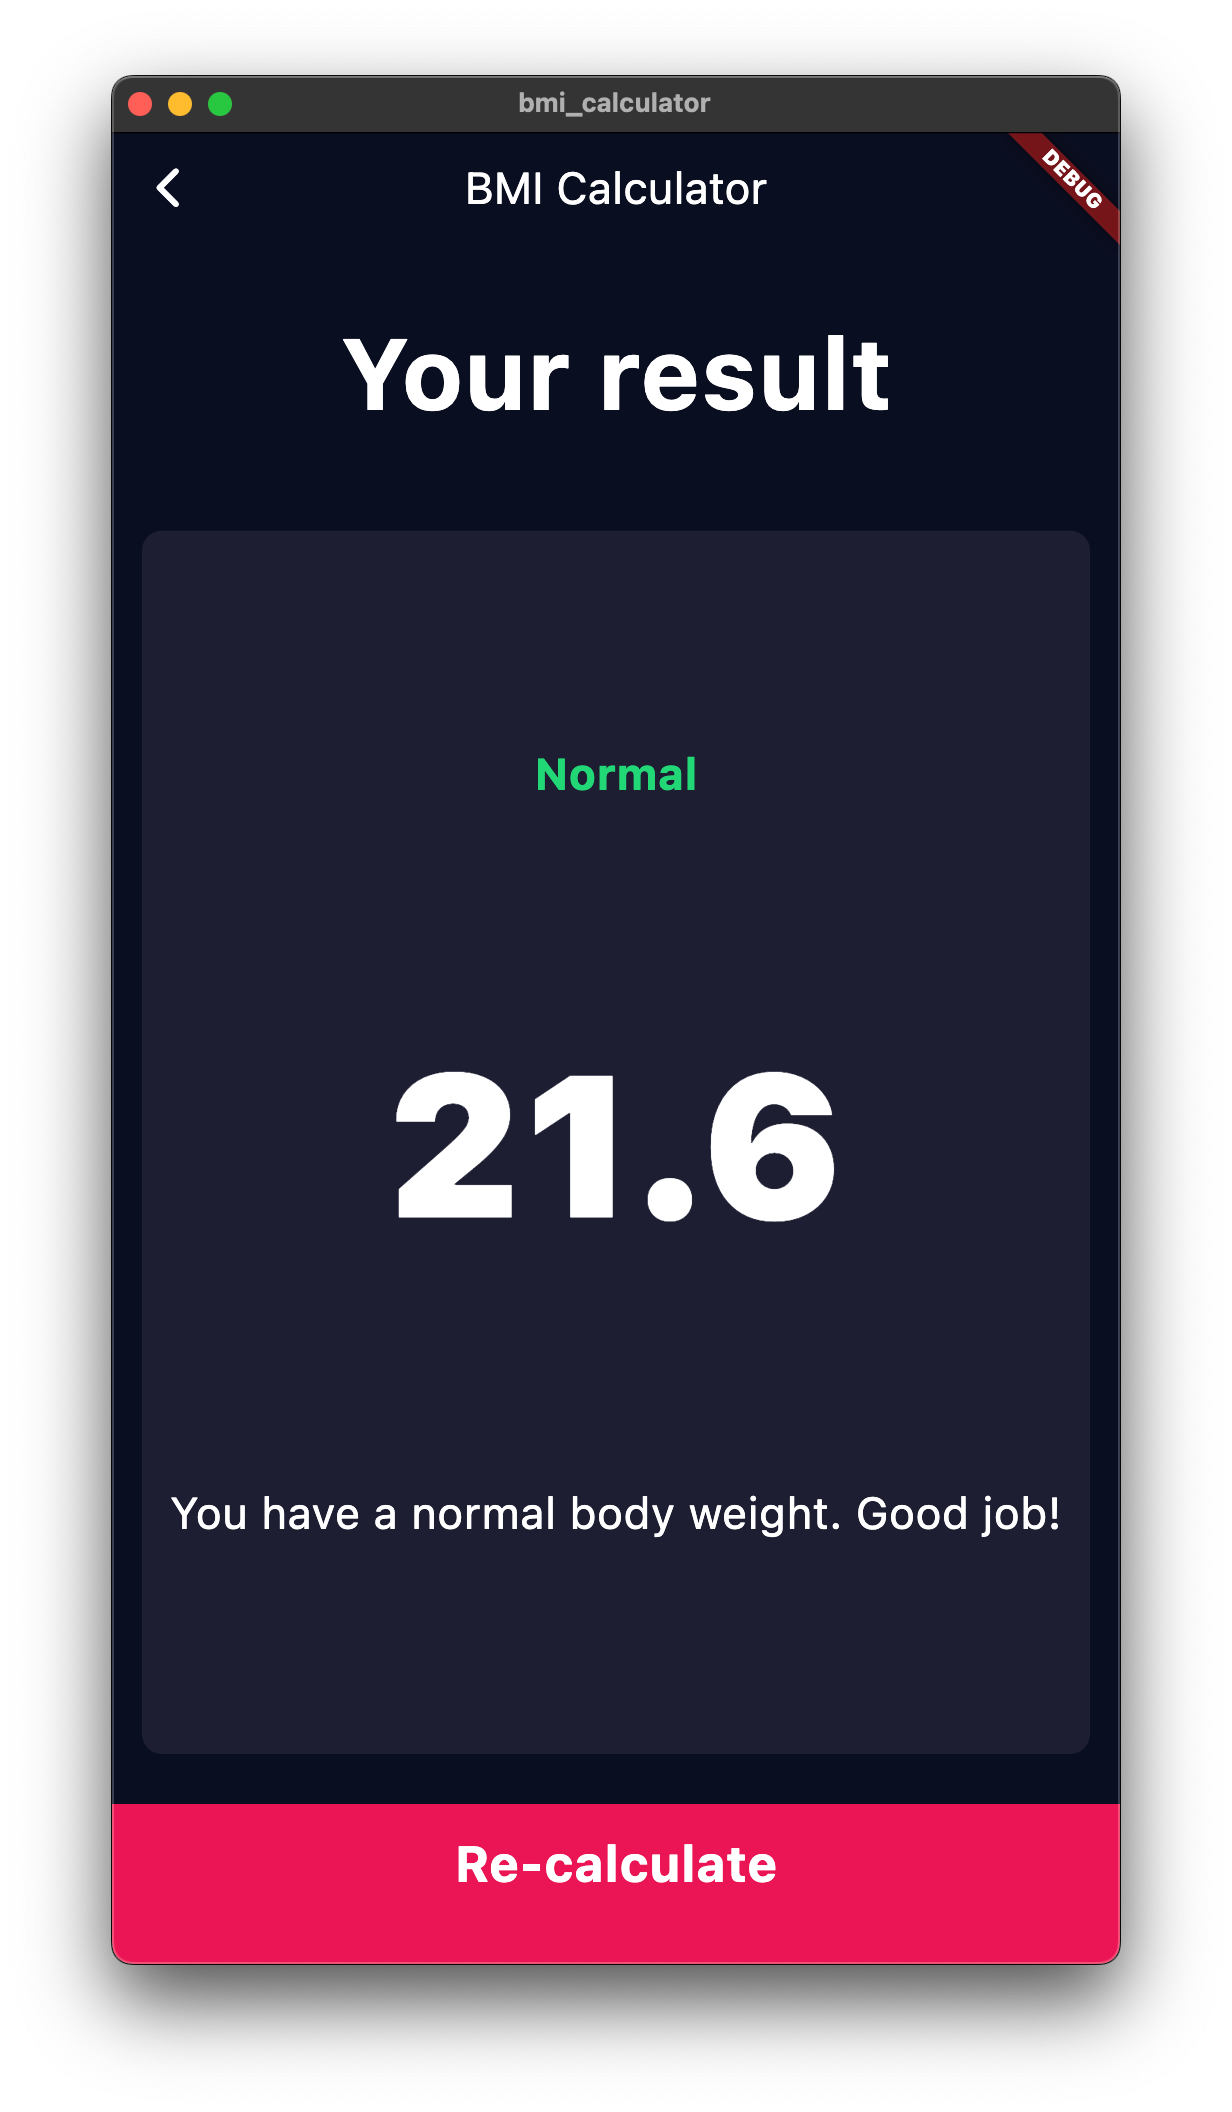 bmi_calculator
BMI Calculator
DEBUG
Your result
Normal
21.6
You have a normal body weight. Good job!
Re-calculate